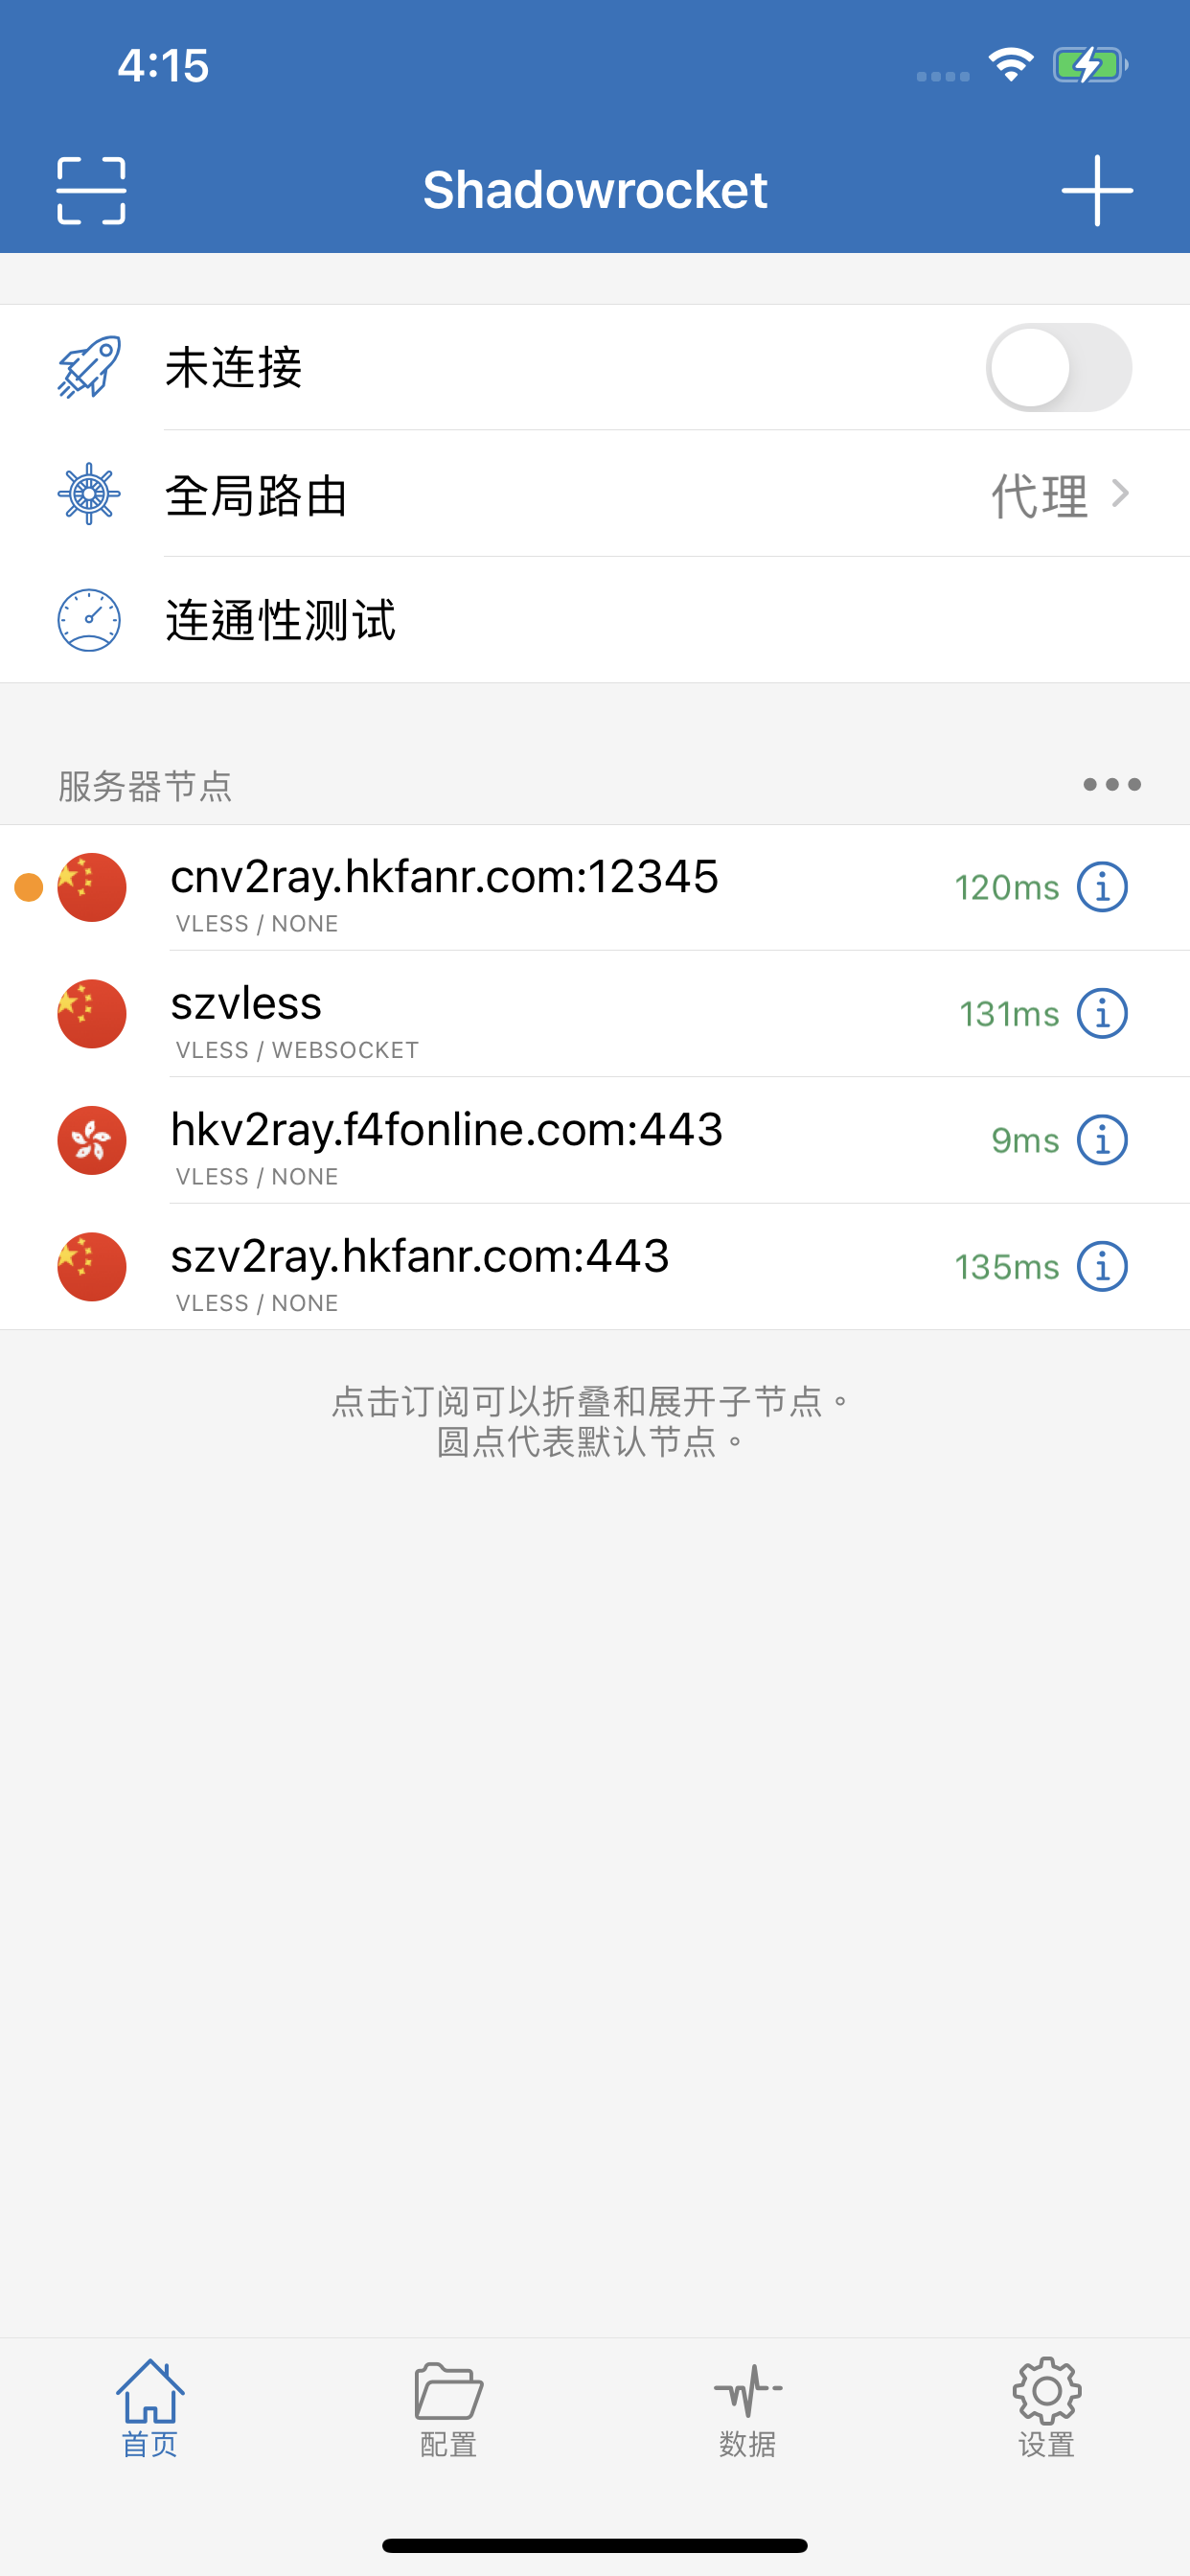 4:15
Shadowrocket
未连接
全局路由 代理
连通性测试
服务器节点
cnv2ray.hkfanr.com:12345 120ms
VLESS / NONE
szvless 131ms
VLESS / WEBSOCKET
hkv2ray.f4fonline.com:443 9ms
VLESS / NONE
szv2ray.hkfanr.com:443 135ms
VLESS / NONE
点击订阅可以折叠和展开子节点。
圆点代表默认节点。
首页 配置 数据 设置